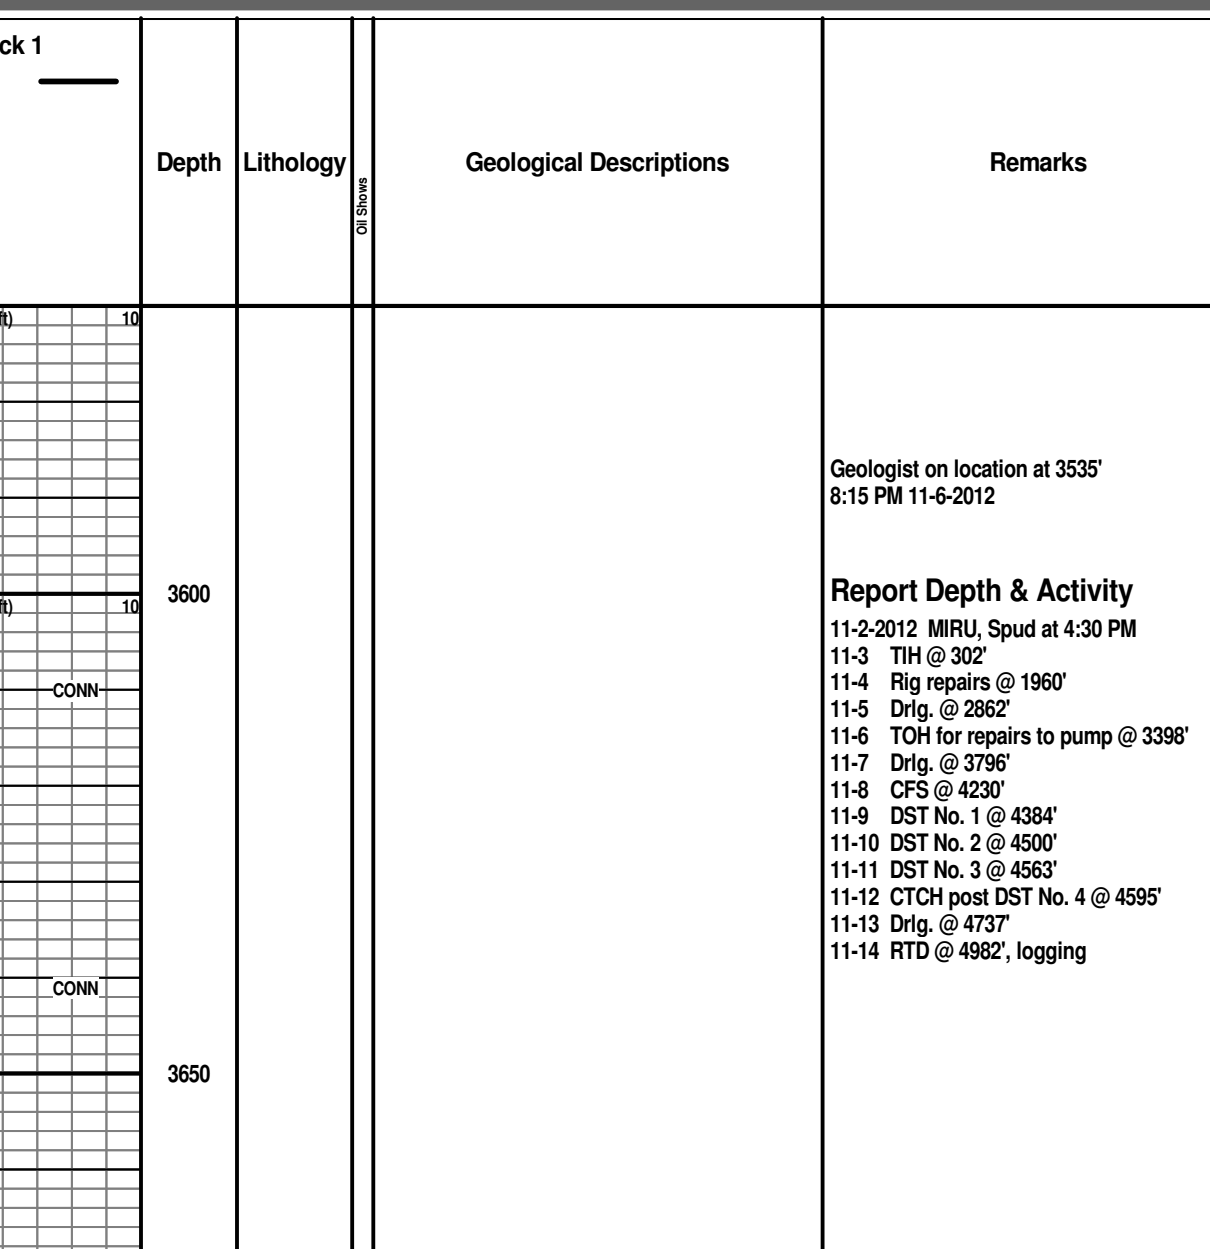 ck 1
Depth
Lithology
Oil Shows
Geological Descriptions
Remarks
ft)
10
Geologist on location at 3535'
8:15 PM 11-6-2012
3600
ft)
10
Report Depth & Activity
11-2-2012 MIRU, Spud at 4:30 PM
11-3 TIH @ 302'
11-4 Rig repairs @ 1960'
11-5 Drlg. @ 2862'
11-6 TOH for repairs to pump @ 3398'
11-7 Drlg. @ 3796'
11-8 CFS @ 4230'
11-9 DST No. 1 @ 4384'
11-10 DST No. 2 @ 4500'
11-11 DST No. 3 @ 4563'
11-12 CTCH post DST No. 4 @ 4595'
11-13 Drlg. @ 4737'
11-14 RTD @ 4982', logging
CONN
CONN
3650